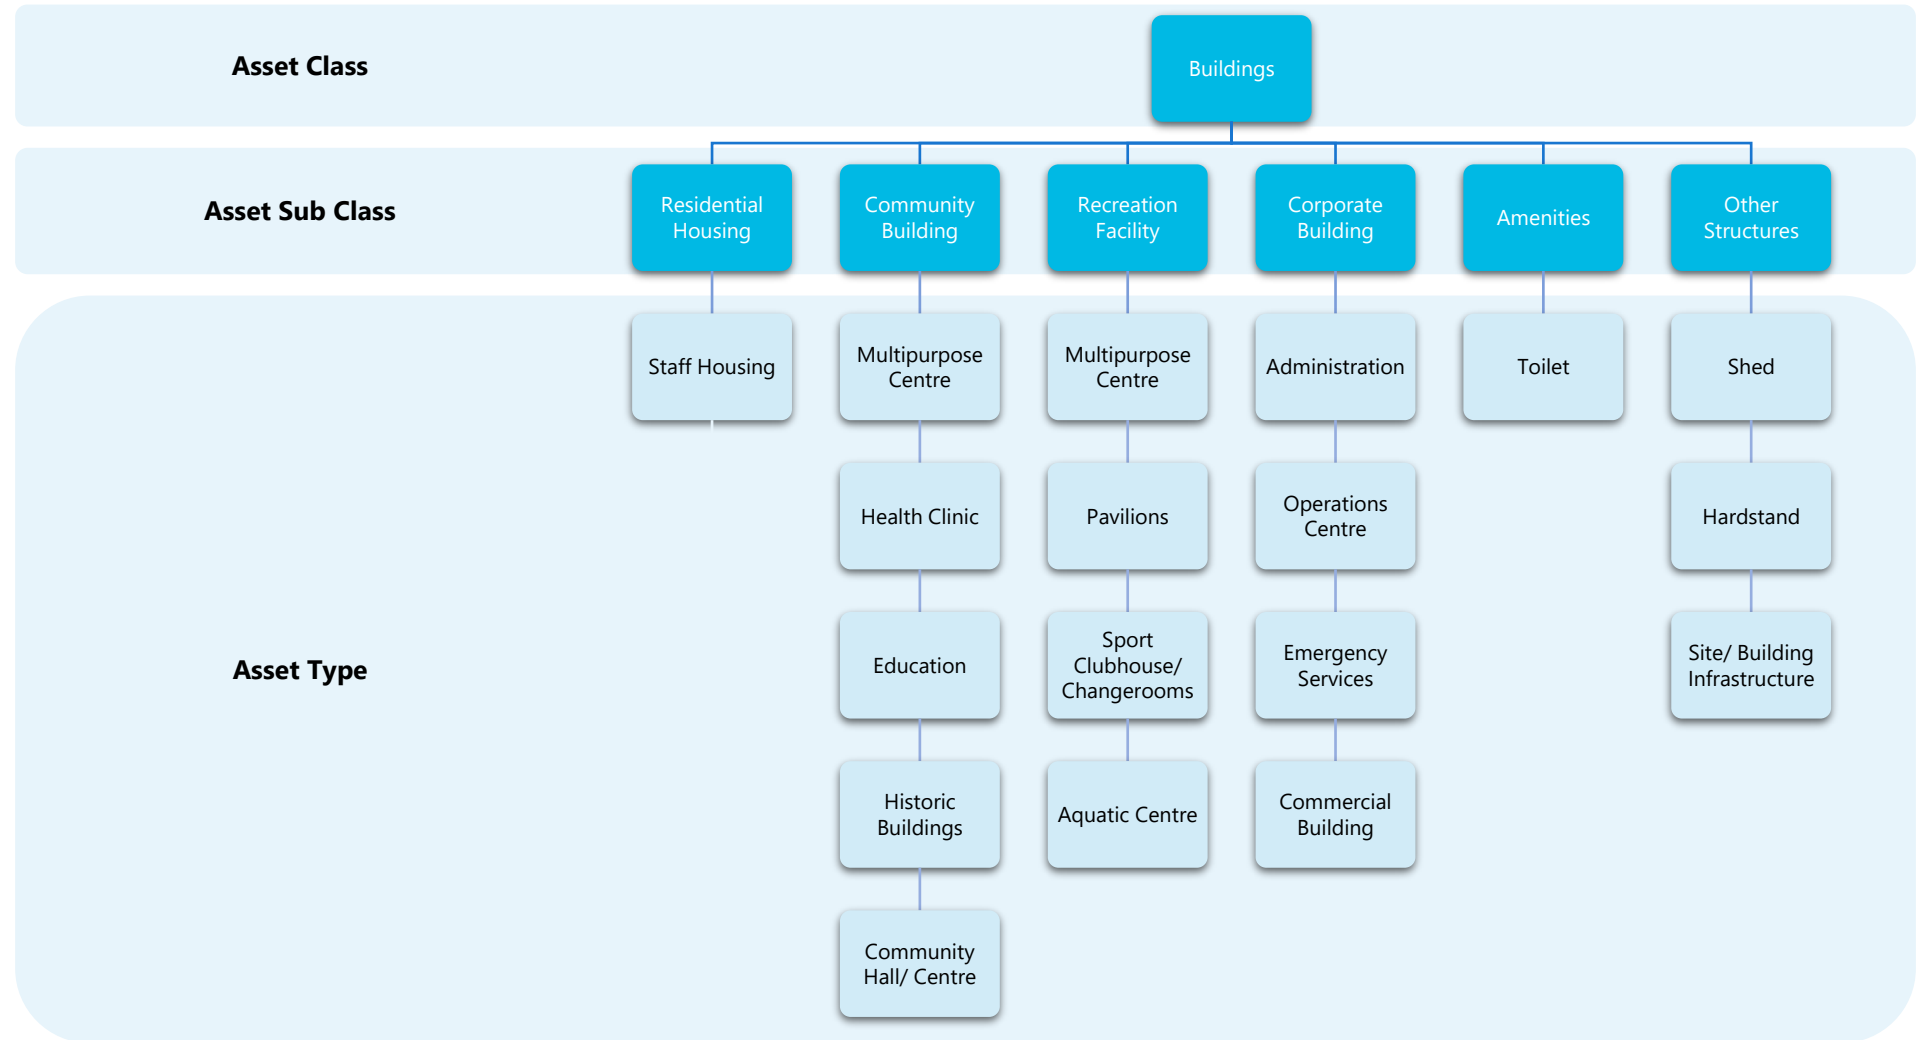 Asset Class
Buildings
Asset Sub Class
Residential
Housing
Community
Building
Recreation
Facility
Corporate
Building
Amenities
Other
Structures
Asset Type
Staff Housing
Multipurpose
Centre
Multipurpose
Centre
Administration
Toilet
Shed
Health Clinic
Pavilions
Operations
Centre
Hardstand
Education
Sport
Clubhouse/
Changerooms
Emergency
Services
Site/ Building
Infrastructure
Historic
Buildings
Aquatic Centre
Commercial
Building
Community
Hall/ Centre